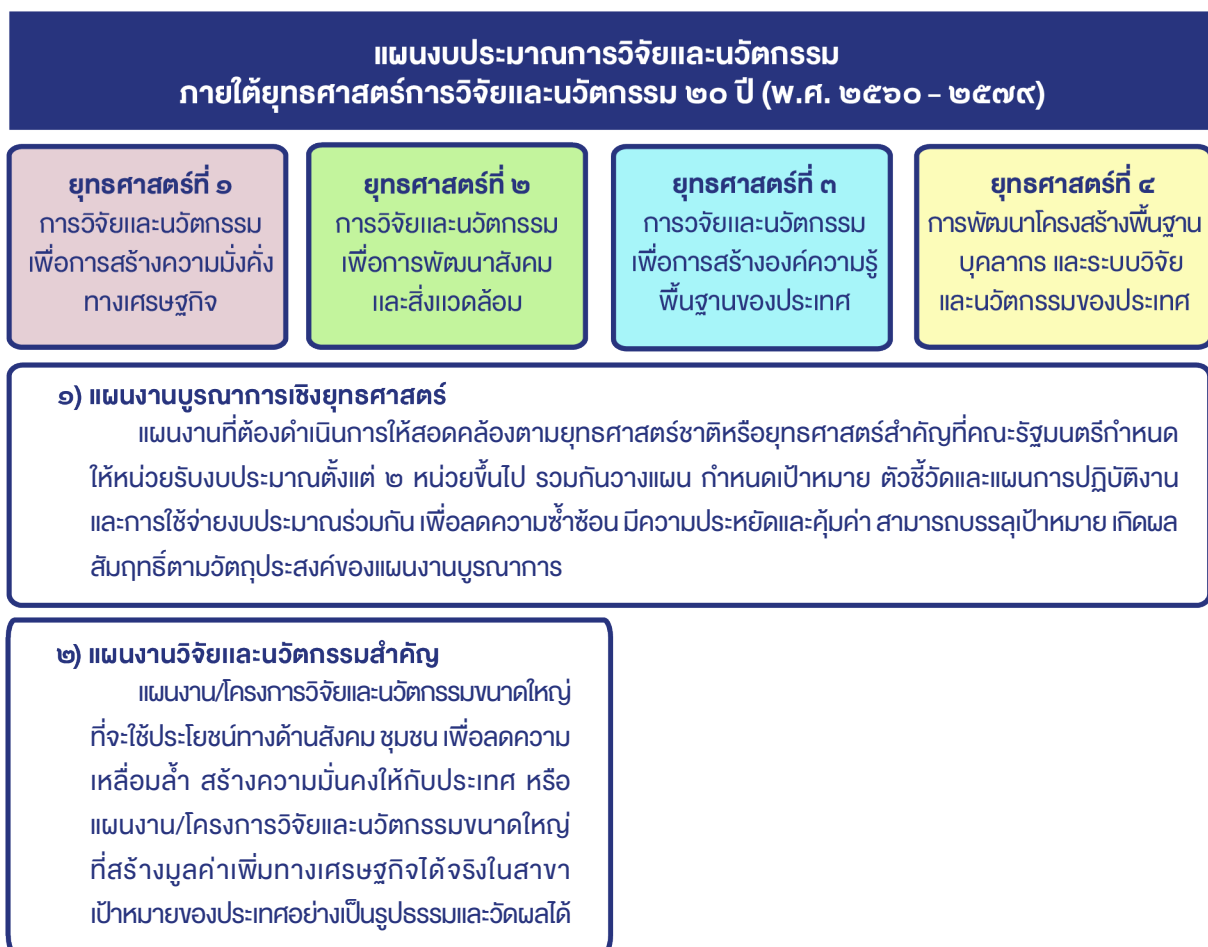 แผนงบประมาณการวิจัยและนวัตกรรม
ภายใต้ยุทธศาสตร์การวิจัยและนวัตกรรม ๒๐ ปี (พ.ศ. ๒๕๖๐ - ๒๕๗๙)
ยุทธศาสตร์ที่ ๑
การวิจัยและนวัตกรรม
เพื่อการสร้างความมั่งคั่ง
ทางเศรษฐกิจ
ยุทธศาสตร์ที่ ๒
การวิจัยและนวัตกรรม
เพื่อการพัฒนาสังคม
และสิ่งแวดล้อม
ยุทธศาสตร์ที่ ๓
การวจัยและนวัตกรรม
เพื่อการสร้างองค์ความรู้
พื้นฐานของประเทศ
ยุทธศาสตร์ที่ ๔
การพัฒนาโครงสร้างพื้นฐาน
บุคลากร และระบบวิจัย
และนวัตกรรมของประเทศ
๑) แผนงานบูรณาการเชิงยุทธศาสตร์
แผนงานที่ต้องดำเนินการให้สอดคล้องตามยุทธศาสตร์ชาติหรือยุทธศาสตร์สำคัญที่คณะรัฐมนตรีกำหนด
ให้หน่วยรับงบประมาณตั้งแต่ ๒ หน่วยขึ้นไป รวมกันวางแผน กำหนดเป้าหมาย ตัวชี้วัดและแผนการปฏิบัติงาน
และการใช้จ่ายงบประมาณร่วมกัน เพื่อลดความซ้ำซ้อน มีความประหยัดและคุ้มค่า สามารถบรรลุเป้าหมาย เกิดผล
สัมฤทธิ์ตามวัตถุประสงค์ของแผนงานบูรณาการ
๒) แผนงานวิจัยและนวัตกรรมสำคัญ
แผนงาน/โครงการวิจัยและนวัตกรรมขนาดใหญ่
ที่จะใช้ประโยชน์ทางด้านสังคม ชุมชน เพื่อลดความ
เหลื่อมล้ำ สร้างความมั่นคงให้กับประเทศ หรือ
แผนงาน/โครงการวิจัยและนวัตกรรมขนาดใหญ่
ที่สร้างมูลค่าเพิ่มทางเศรษฐกิจได้จริงในสาขา
เป้าหมายของประเทศอย่างเป็นรูปธรรมและวัดผลได้